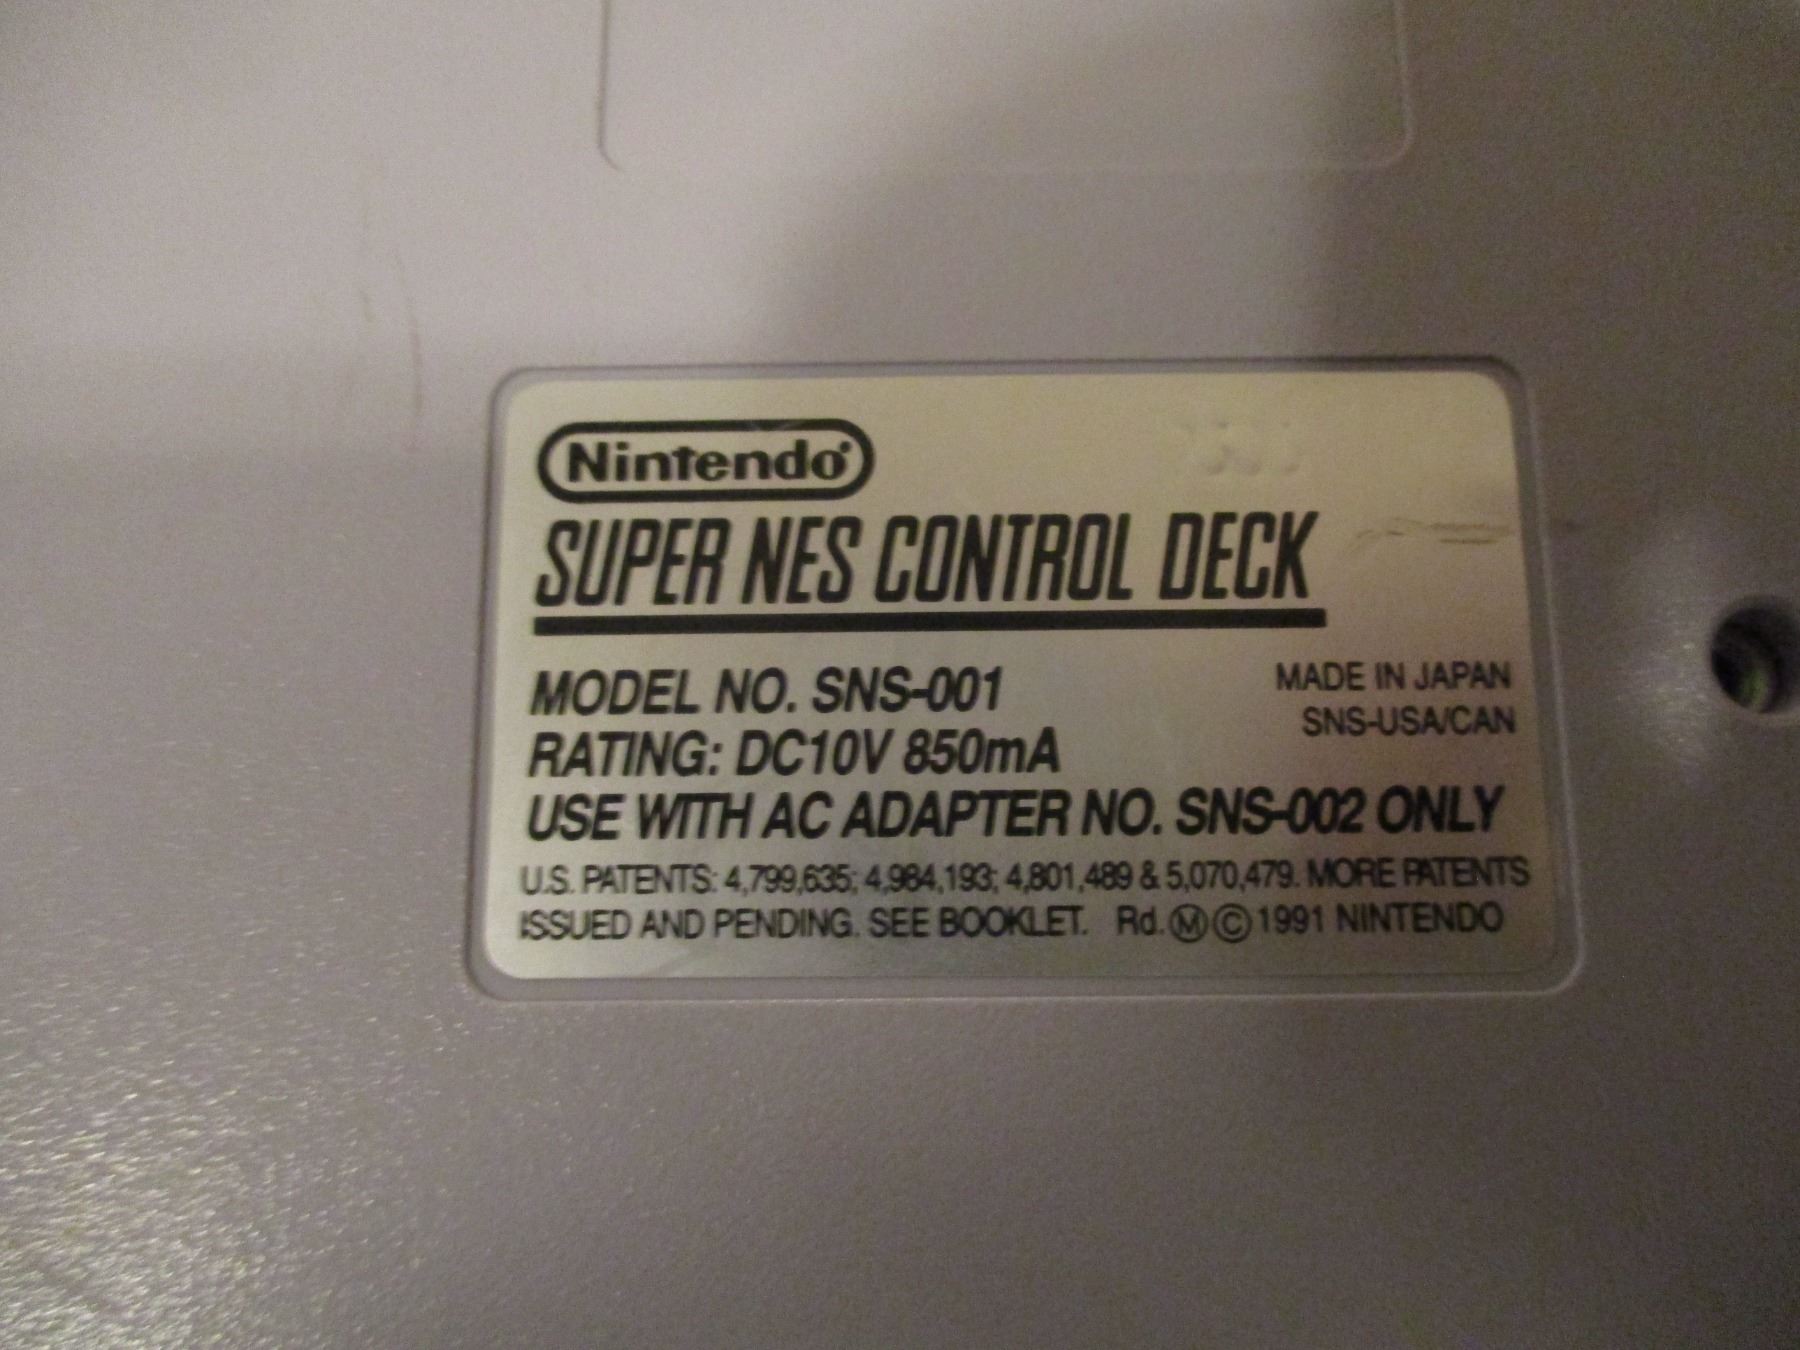 Nintendo®
SUPER NES CONTROL DECK
MODEL NO. SNS-001
MADE IN JAPAN
RATING: DC10V 850mA
SNS-USA/CAN
USE WITH AC ADAPTER NO. SNS-002 ONLY
U.S. PATENTS: 4,799,635; 4,984,193; 4,801,489 & 5,070,479. MORE PATENTS
ISSUED AND PENDING. SEE BOOKLET. Rd. Ⓜ © 1991 NINTENDO